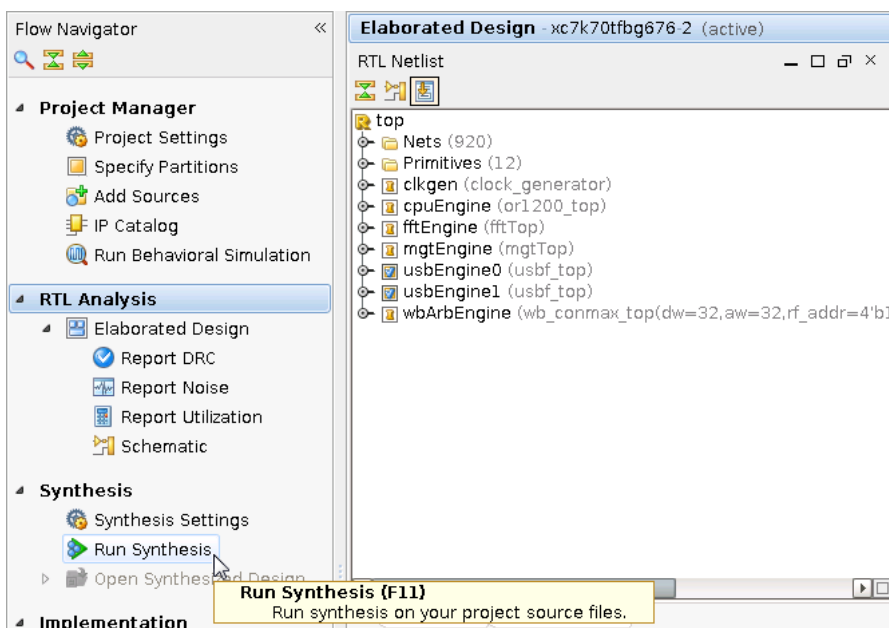 Flow Navigator
Project Manager
Project Settings
Specify Partitions
Add Sources
IP Catalog
Run Behavioral Simulation
RTL Analysis
Elaborated Design
Report DRC
Report Noise
Report Utilization
Schematic
Synthesis
Synthesis Settings
Run Synthesis
Open Synthesized Design
Implementation
Elaborated Design - xc7k70tfbg676-2 (active)
RTL Netlist
top
Nets (920)
Primitives (12)
clkgen (clock_generator)
cpuEngine (or1200_top)
fftEngine (fftTop)
mgtEngine (mgtTop)
usbEngine0 (usbf_top)
usbEngine1 (usbf_top)
wbArbEngine (wb_conmax_top(dw=32,aw=32,rf_addr=4'b1
Run Synthesis (F11)
Run synthesis on your project source files.